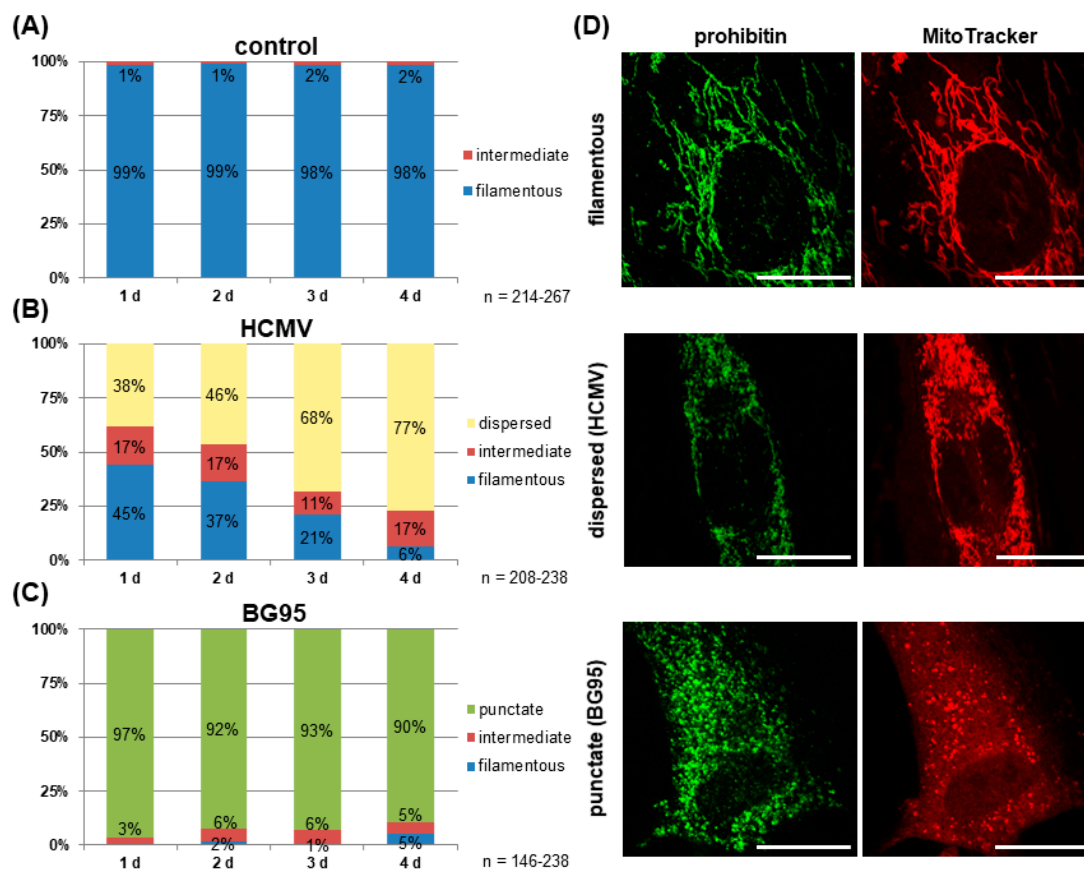 (A)
control
100%
75%
50%
25%
0%
1% 1% 2% 2%
99% 99% 98% 98%
intermediate
filamentous
1 d 2 d 3 d 4 d
n = 214-267
(B)
HCMV
100%
75%
50%
25%
0%
38% 46% 68% 77%
17% 17% 11% 17%
45% 37% 21% 6%
dispersed
intermediate
filamentous
1 d 2 d 3 d 4 d
n = 208-238
(C)
BG95
100%
75%
50%
25%
0%
97% 92% 93% 90%
3% 6% 6% 5%
2% 1% 5%
punctate
intermediate
filamentous
1 d 2 d 3 d 4 d
n = 146-238
(D)
prohibitin MitoTracker
filamentous
dispersed (HCMV)
punctate (BG95)